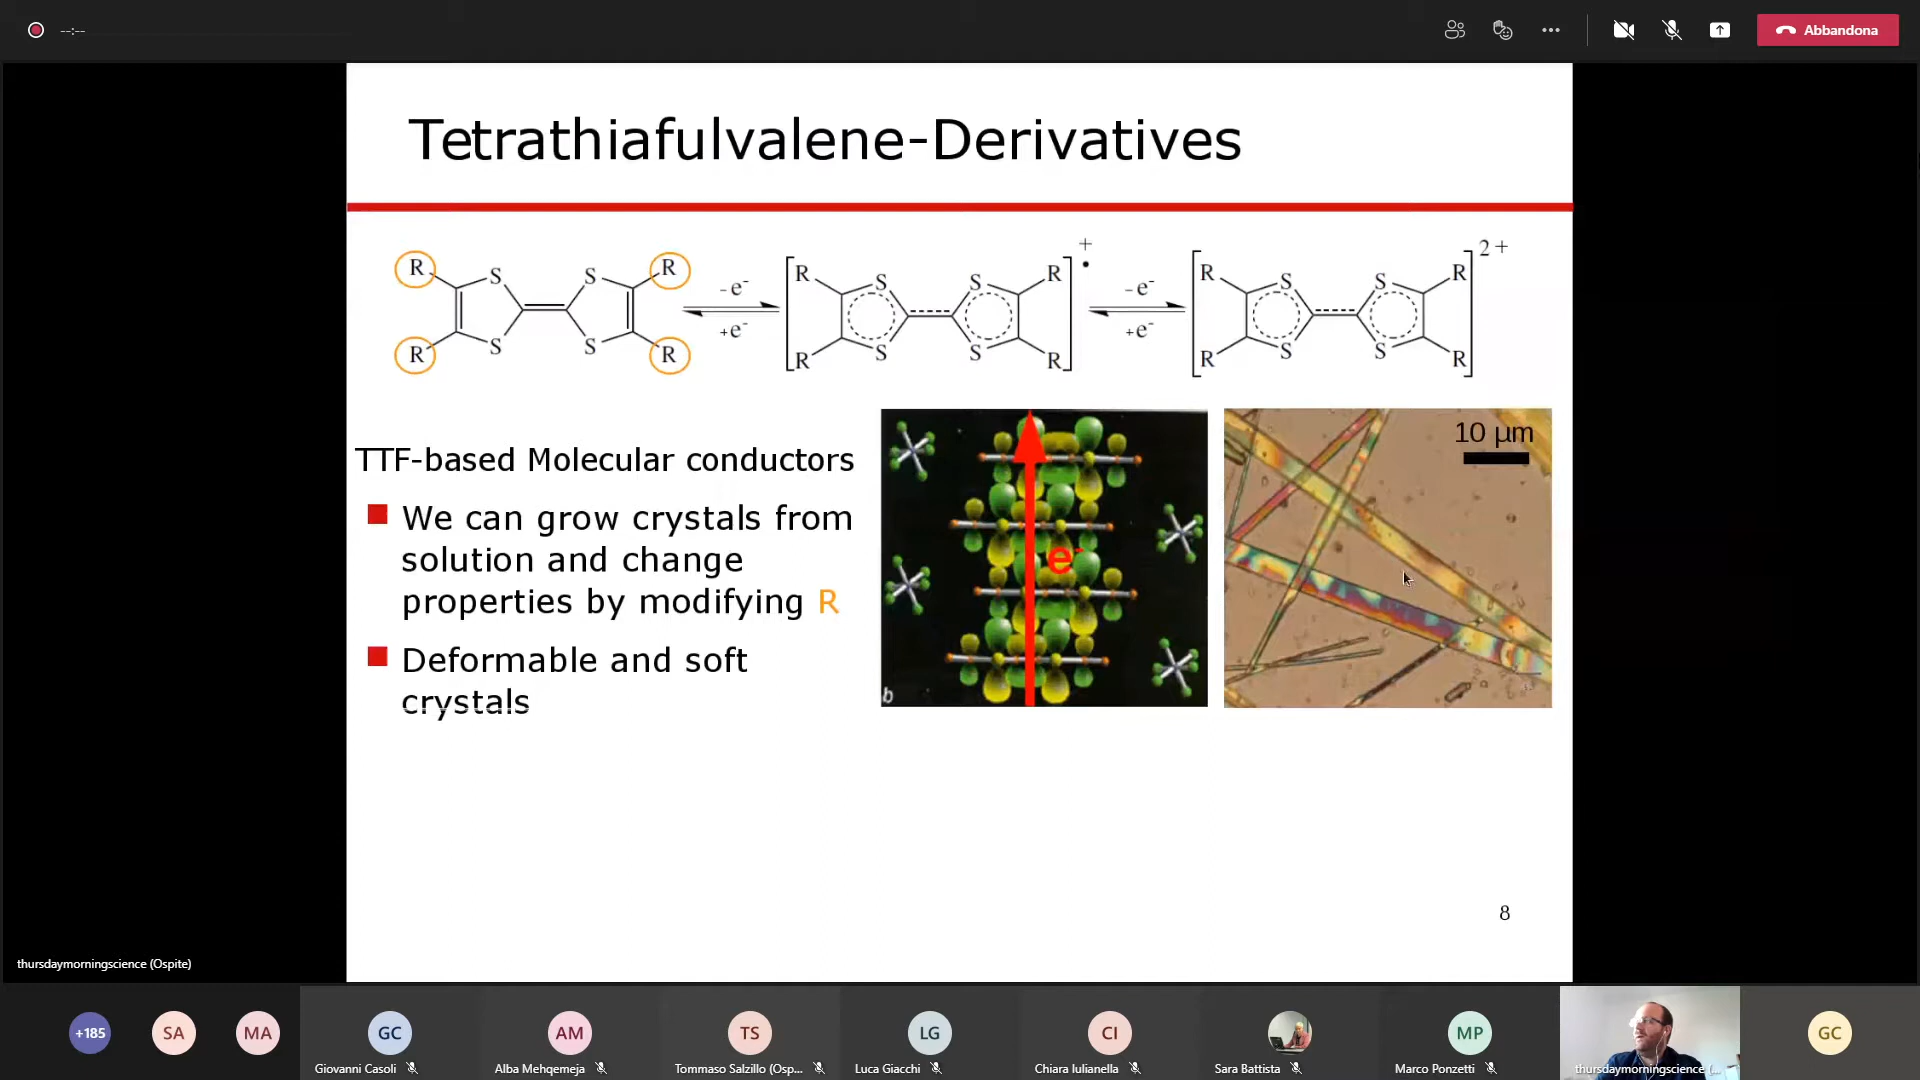 --:--
Abbandona
Tetrathiafulvalene-Derivatives
R S S R
R S S R
- e⁻
+e⁻
R S S R
R S S R
+
•
- e⁻
+e⁻
R S S R
R S S R
2+
TTF-based Molecular conductors
We can grow crystals from
solution and change
properties by modifying R
Deformable and soft
crystals
e⁻
b
10 µm
8
thursdaymorningscience (Ospite)
+185
SA
MA
GC
Giovanni Casoli
AM
Alba Mehqemeja
TS
Tommaso Salzillo (Osp...
LG
Luca Giacchi
CI
Chiara Iulianella
Sara Battista
MP
Marco Ponzetti
thursdaymorningscience (...
GC